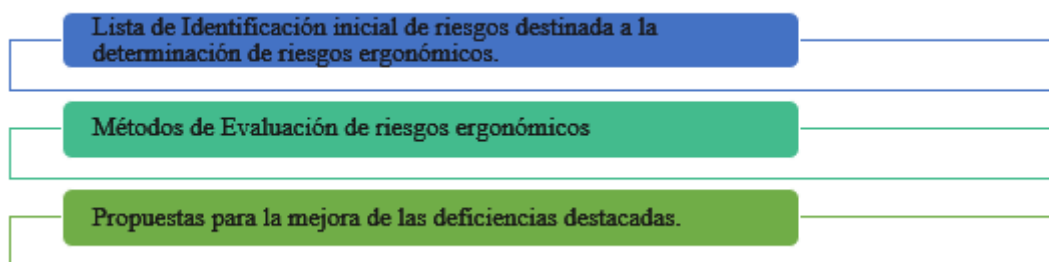 Lista de Identificación inicial de riesgos destinada a la
determinación de riesgos ergonómicos.
Métodos de Evaluación de riesgos ergonómicos
Propuestas para la mejora de las deficiencias destacadas.